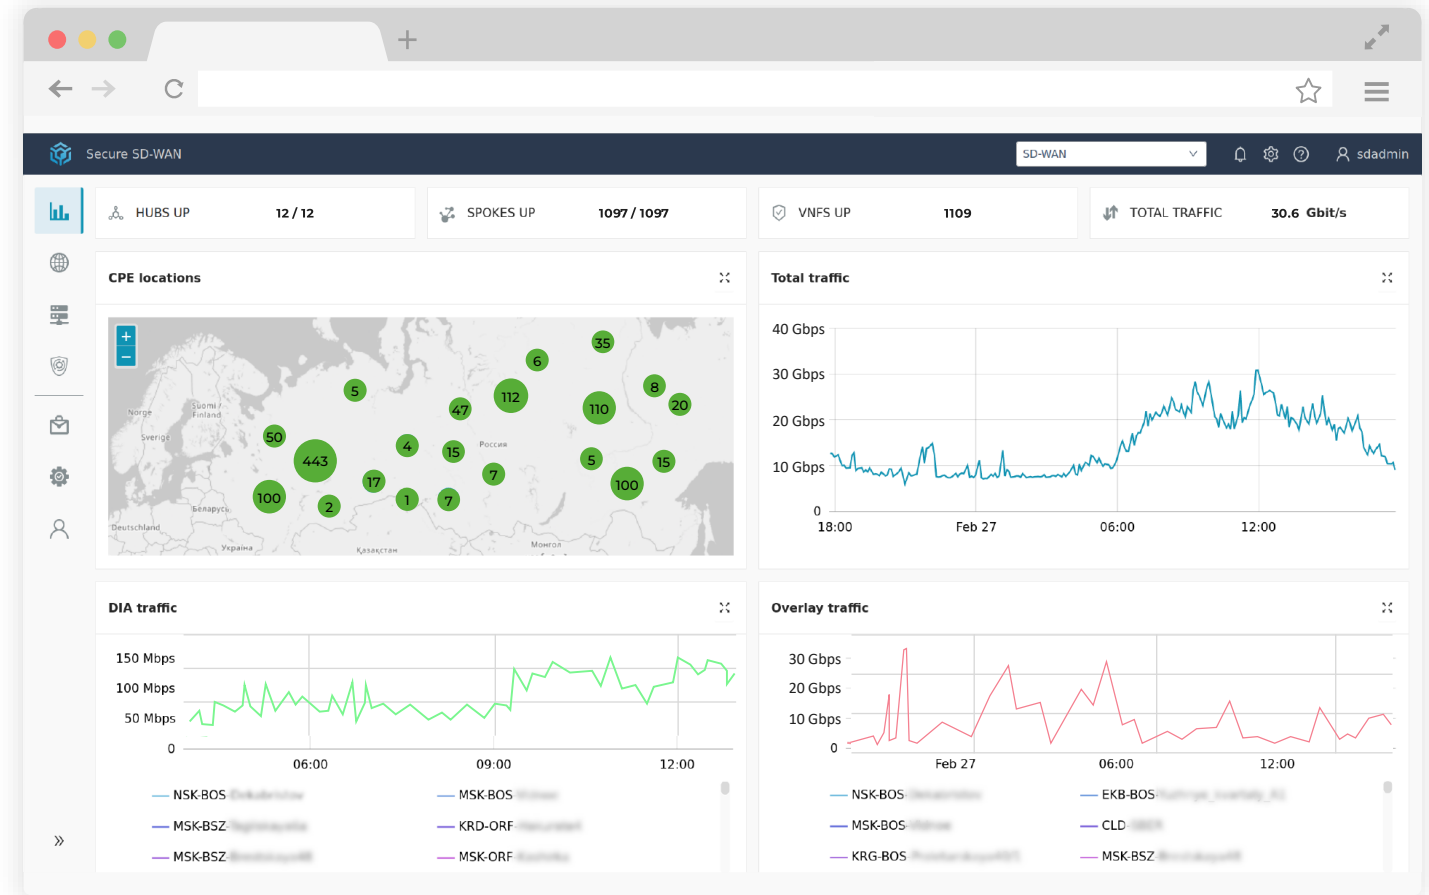 Secure SD-WAN
SD-WAN
sdadmin
HUBS UP 12 / 12
SPOKES UP 1097 / 1097
VNFS UP 1109
TOTAL TRAFFIC 30.6 Gbit/s
CPE locations
+
−
35
6
5
112
8
47
110
20
50
4
Россия
15
443
5
15
7
17
100
100
1
7
2
Norge
Suomi /
Finland
Sverige
Беларусь
Deutschland
Україна
Қазақстан
Монгол
Total traffic
40 Gbps
30 Gbps
20 Gbps
10 Gbps
0
18:00 Feb 27 06:00 12:00
DIA traffic
150 Mbps
100 Mbps
50 Mbps
0
06:00 09:00 12:00
NSK-BOS
MSK-BOS
MSK-BSZ
KRD-ORF
MSK-BSZ
MSK-ORF
Overlay traffic
30 Gbps
20 Gbps
10 Gbps
0
Feb 27 06:00 12:00
NSK-BOS
EKB-BOS
MSK-BOS
CLD
KRG-BOS
MSK-BSZ